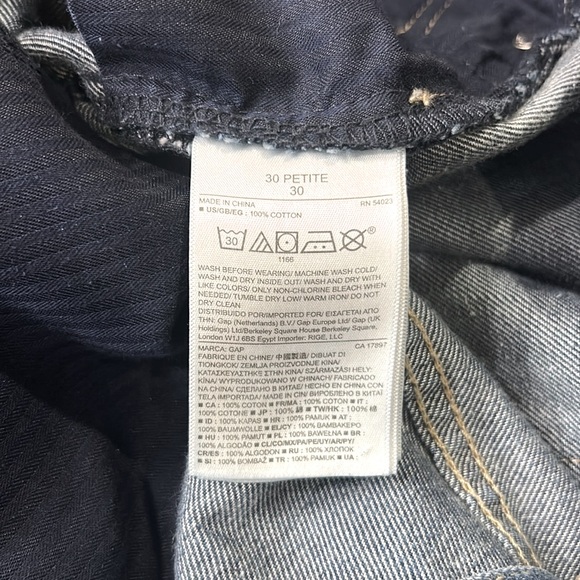 30 PETITE
30
MADE IN CHINA RN 54023
■ US/GB/EG : 100% COTTON
30
1166
WASH BEFORE WEARING/ MACHINE WASH COLD/
WASH AND DRY INSIDE OUT/ WASH AND DRY WITH
LIKE COLORS/ ONLY NON-CHLORINE BLEACH WHEN
NEEDED/ TUMBLE DRY LOW/ WARM IRON/ DO NOT
DRY CLEAN
DISTRIBUIDO POR/IMPORTED BY/ ΕΙΣΑΓΕΤΑΙ ΑΠΟ
ΤΗΝ: Gap (Netherlands) B.V./ Gap Europe Ltd/ Gap (UK
Holdings) Ltd/Berkeley Square House Berkeley Square,
London W1J 6BS Egypt Importer: RIGE, LLC
MARCA: GAP CA 17897
FABRIQUE EN CHINE/ 中國製造/ DIBUAT DI
TIONGKOK/ ZEMLJA PROIZVODNJE KINA/
ΚΑΤΑΣΚΕΥΑΣΤΗΚΕ ΣΤΗΝ ΚΙΝΑ/ SZÁRMAZÁSI HELY:
KÍNA/ WYPRODUKOWANO W CHINACH/ FABRICADO
NA CHINA/ СДЕЛАНО В КИТАЕ/ HECHO EN CHINA CON
TELA IMPORTADA/ MADE IN ÇIN/ ВИГОТОВЛЕНО В КИТАЇ
■ CA : 100% COTON ■ FR/MA : 100% COTON ■ IT :
100% COTONE ■ JP : 100% 綿 ■ TW/HK : 100% 棉
■ ID : 100% KAPAS ■ HR : 100% PAMUK ■ AT :
100% BAUMWOLLE ■ EL/CY : 100% ΒΑΜΒΑΚΕΡΟ
■ HU : 100% PAMUT ■ PL : 100% BAWEŁNA ■ BR :
100% ALGODÃO ■ CL/CO/MX/PA/PE/UY/AR/PY/
CR/ES : 100% ALGODÓN ■ RU : 100% ХЛОПОК
■ SI : 100% BOMBAŽ ■ TR : 100% PAMUK ■ UA :